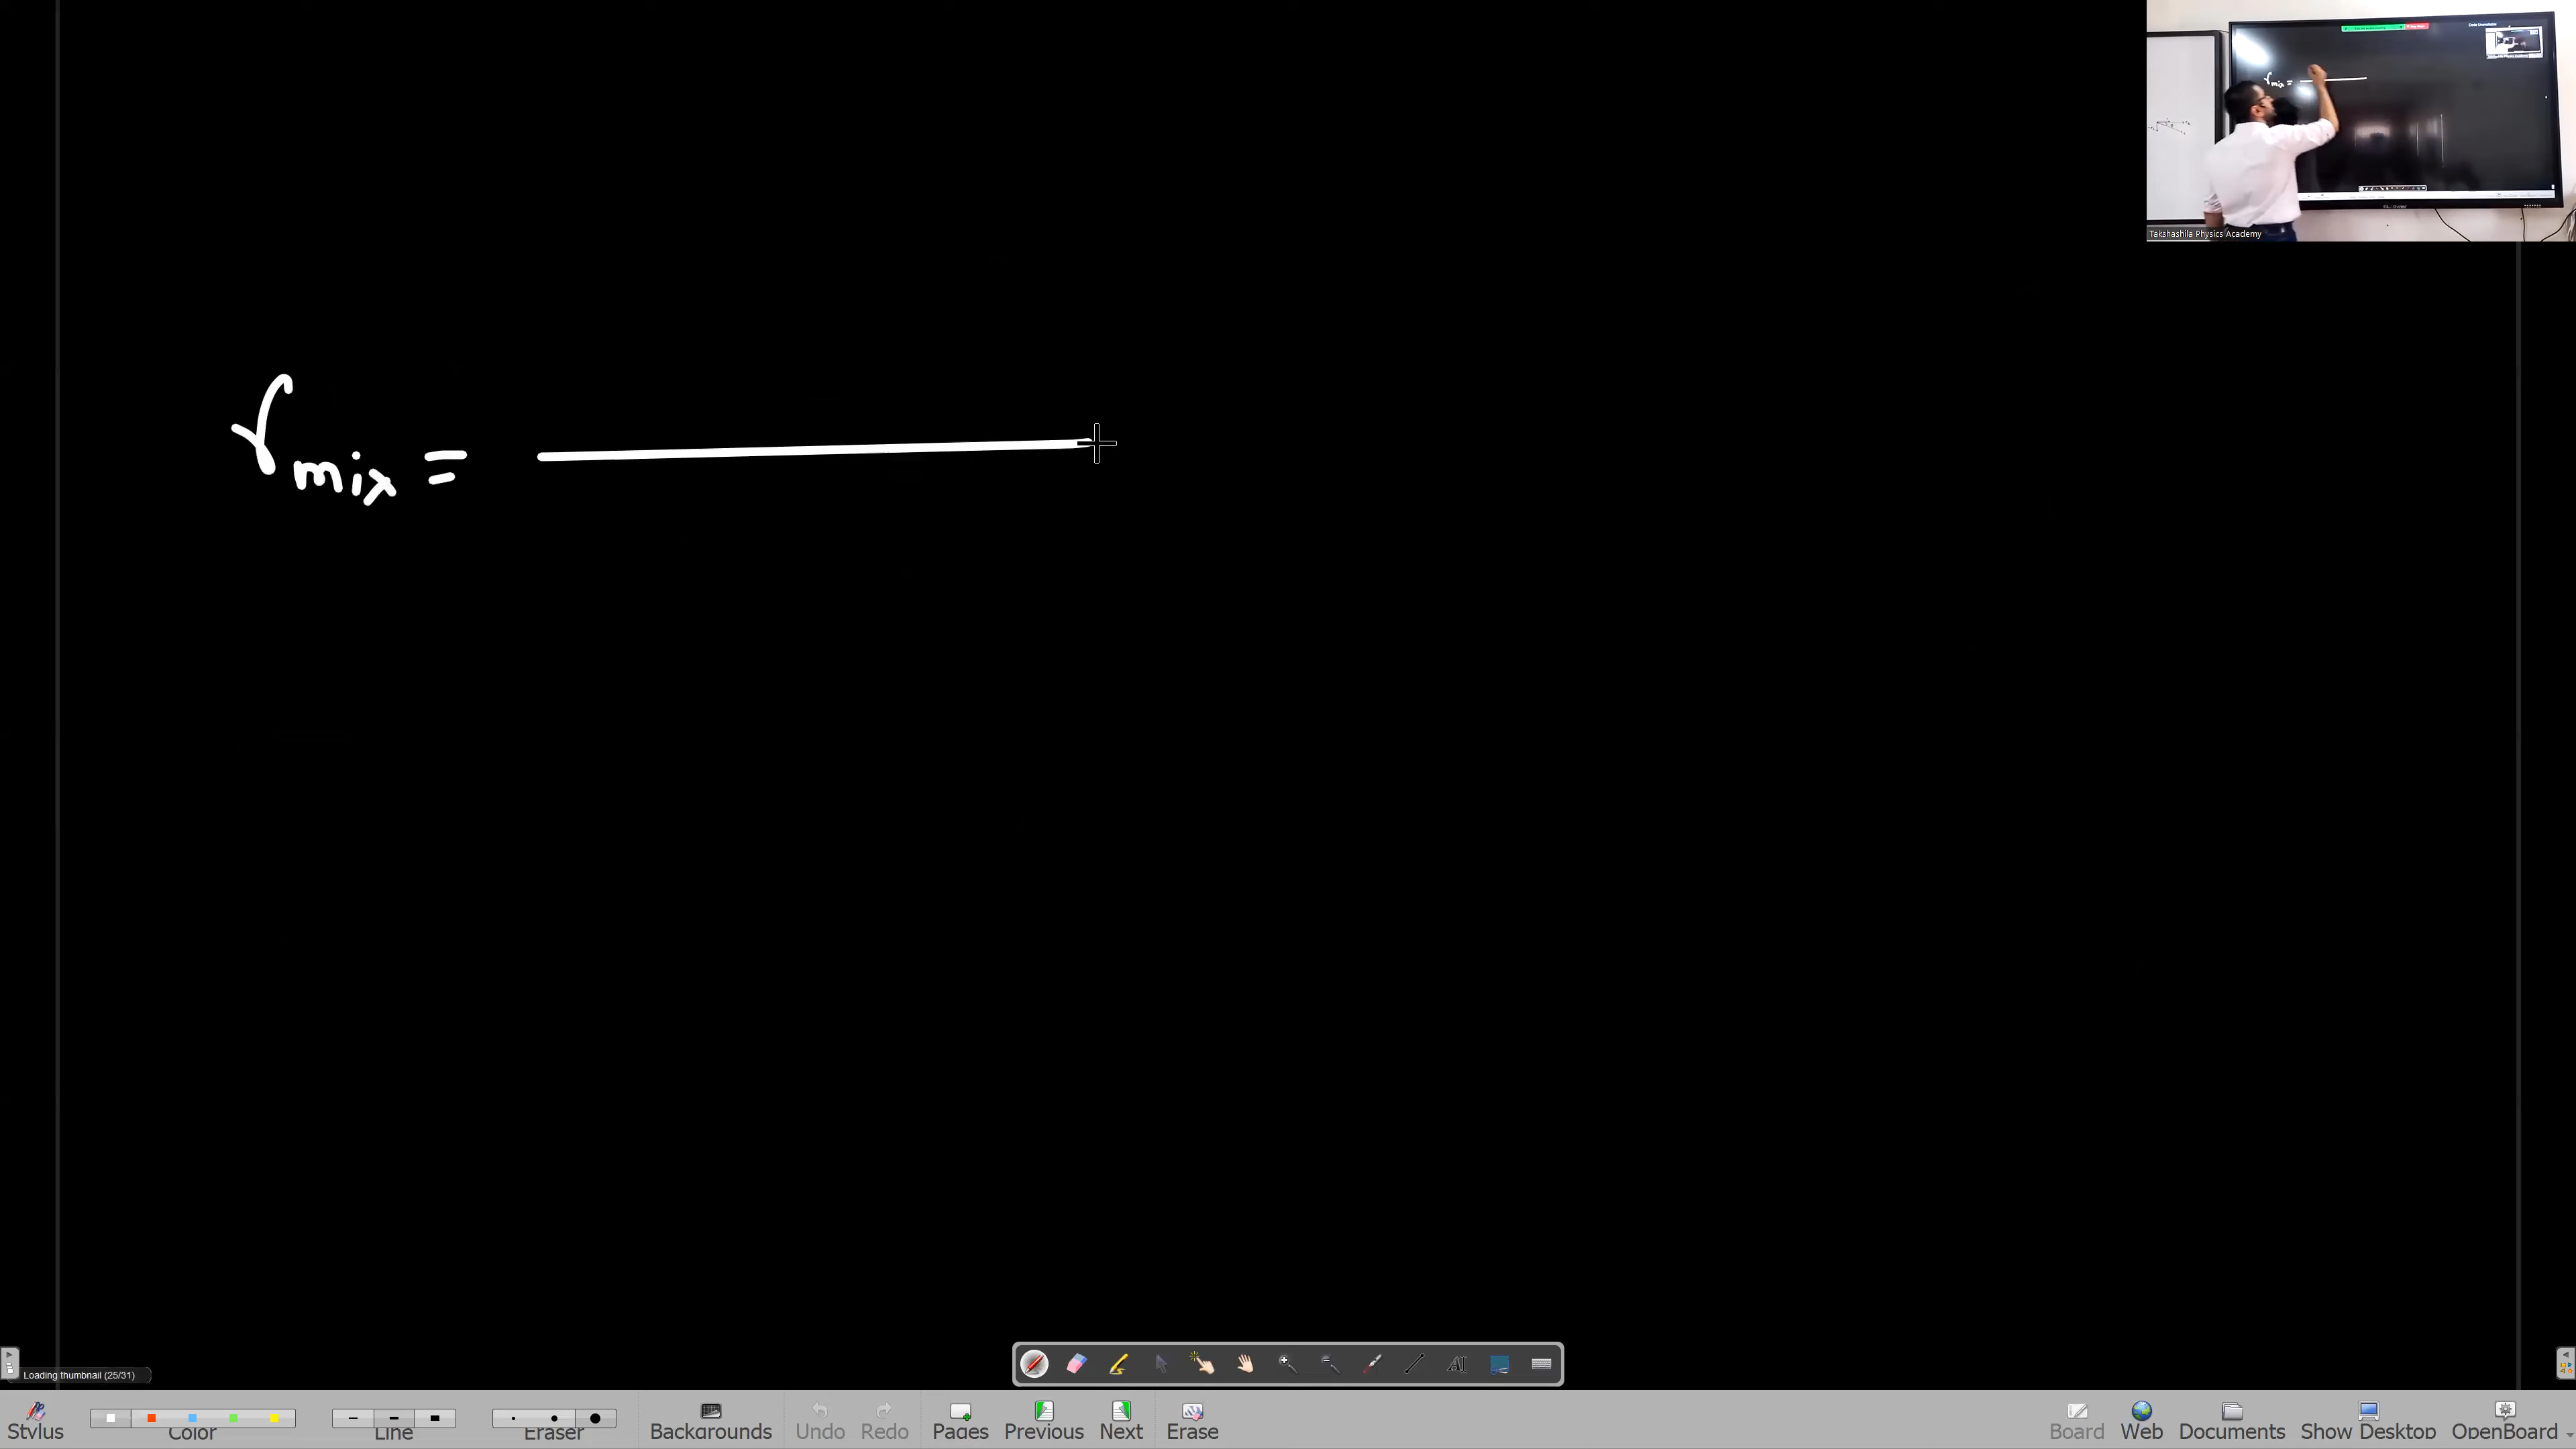 γmix =
Takshashila Physics Academy
Loading thumbnail (25/31)
Stylus Color Line Eraser Backgrounds Undo Redo Pages Previous Next Erase Board Web Documents Show Desktop OpenBoard